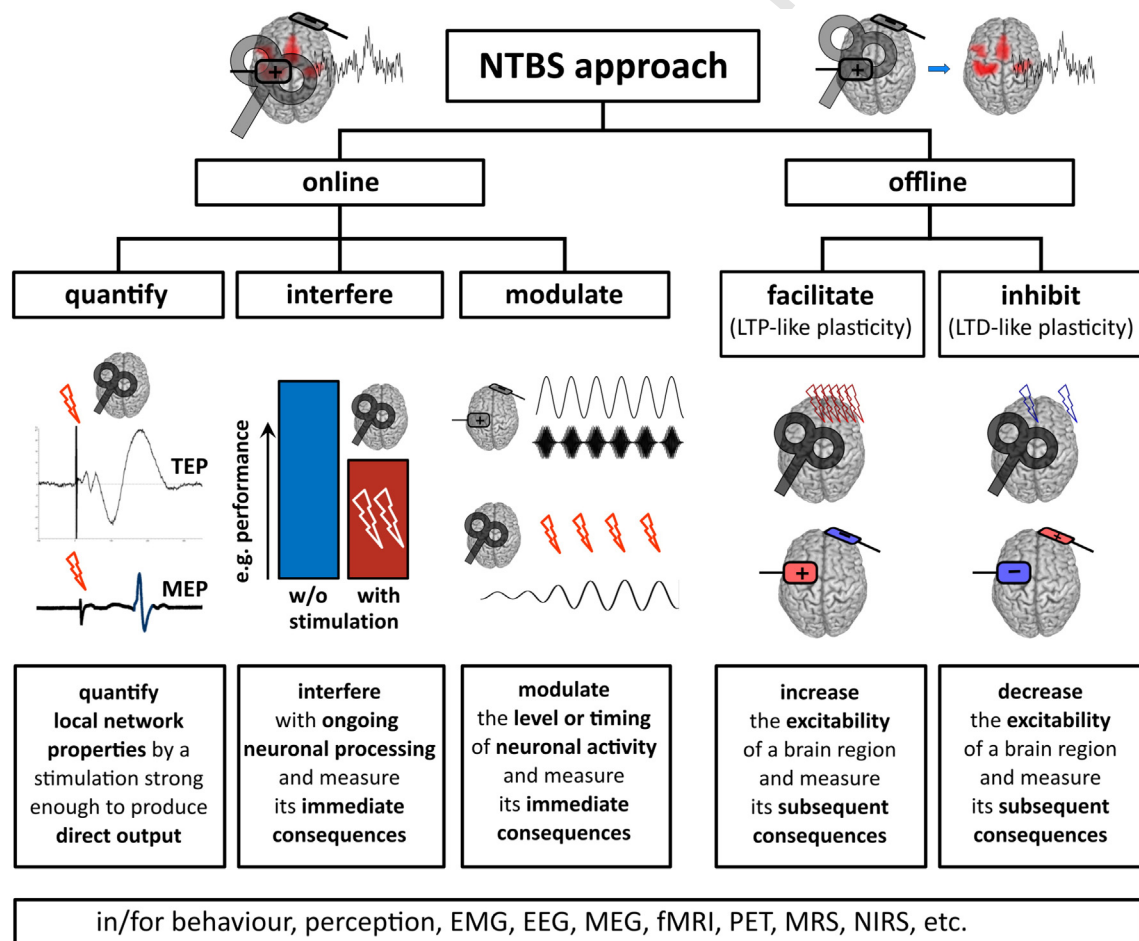 NTBS approach
online
offline
quantify
interfere
modulate
facilitate
(LTP-like plasticity)
inhibit
(LTD-like plasticity)
TEP
MEP
e.g. performance
w/o with
stimulation
+
+
+
-
+
-
quantify
local network
properties by a
stimulation strong
enough to produce
direct output
interfere
with ongoing
neuronal processing
and measure
its immediate
consequences
modulate
the level or timing
of neuronal activity
and measure
its immediate
consequences
increase
the excitability
of a brain region
and measure
its subsequent
consequences
decrease
the excitability
of a brain region
and measure
its subsequent
consequences
in/for behaviour, perception, EMG, EEG, MEG, fMRI, PET, MRS, NIRS, etc.